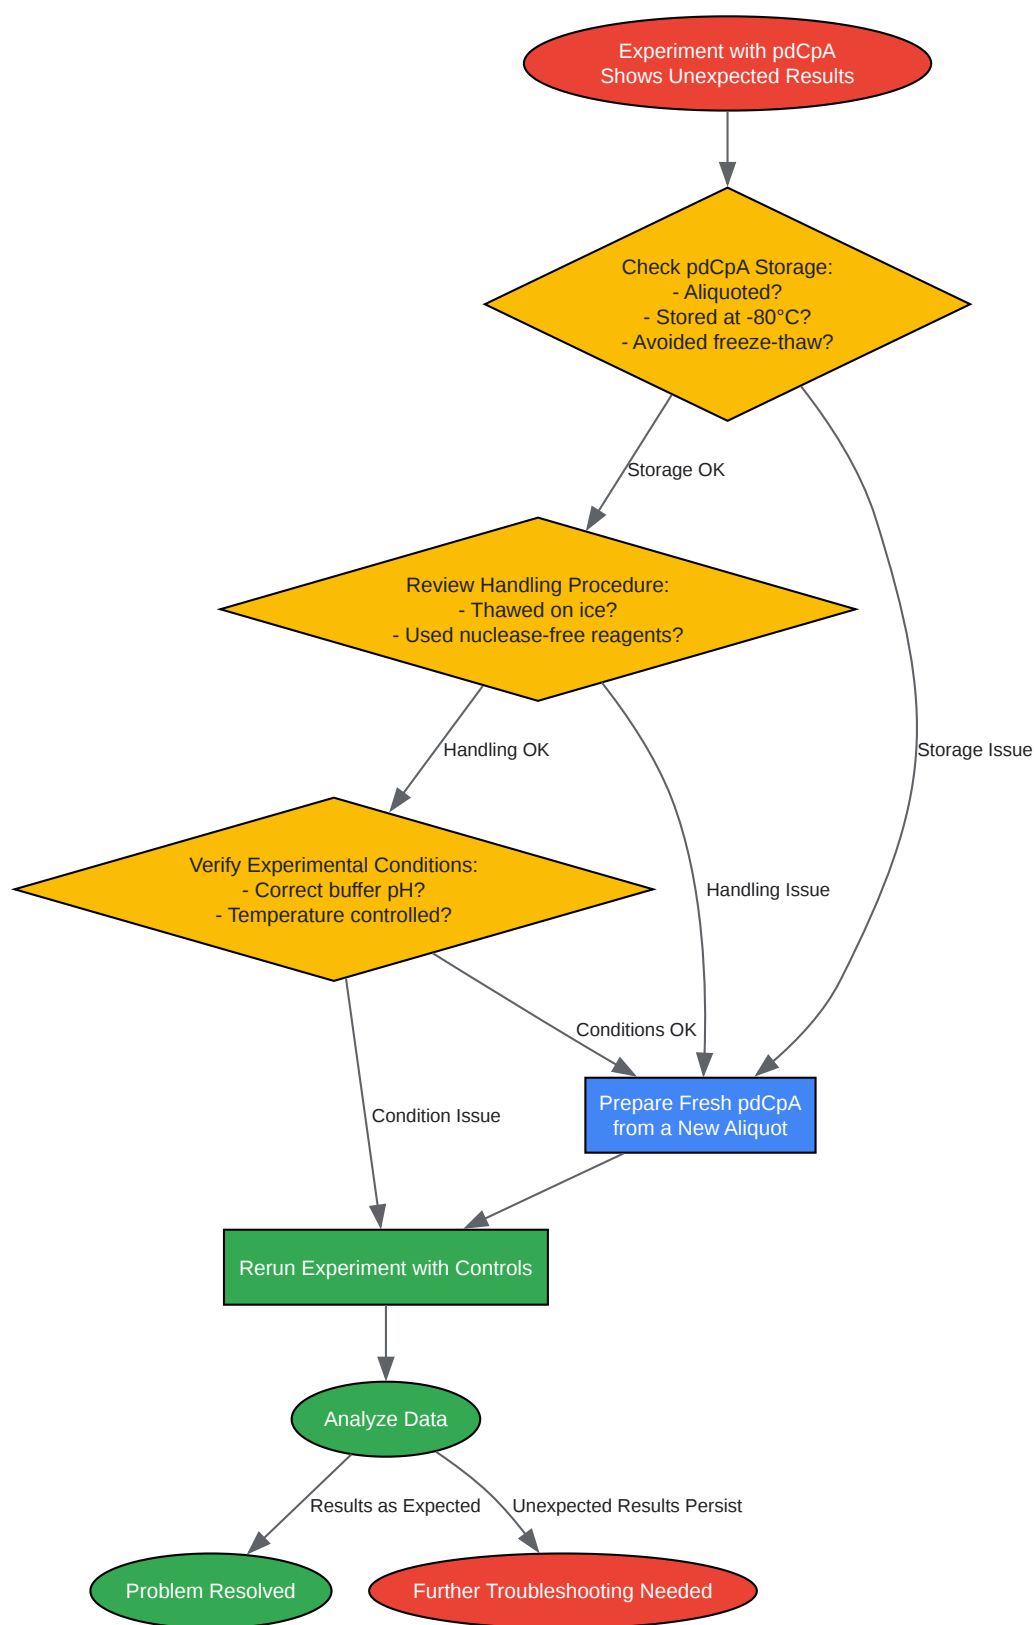 Experiment with pdCpA
Shows Unexpected Results
Check pdCpA Storage:
- Aliquoted?
- Stored at -80°C?
- Avoided freeze-thaw?
Storage OK
Review Handling Procedure:
- Thawed on ice?
- Used nuclease-free reagents?
Handling OK
Storage Issue
Verify Experimental Conditions:
- Correct buffer pH?
- Temperature controlled?
Handling Issue
Conditions OK
Condition Issue
Prepare Fresh pdCpA
from a New Aliquot
Rerun Experiment with Controls
Analyze Data
Results as Expected
Unexpected Results Persist
Problem Resolved
Further Troubleshooting Needed